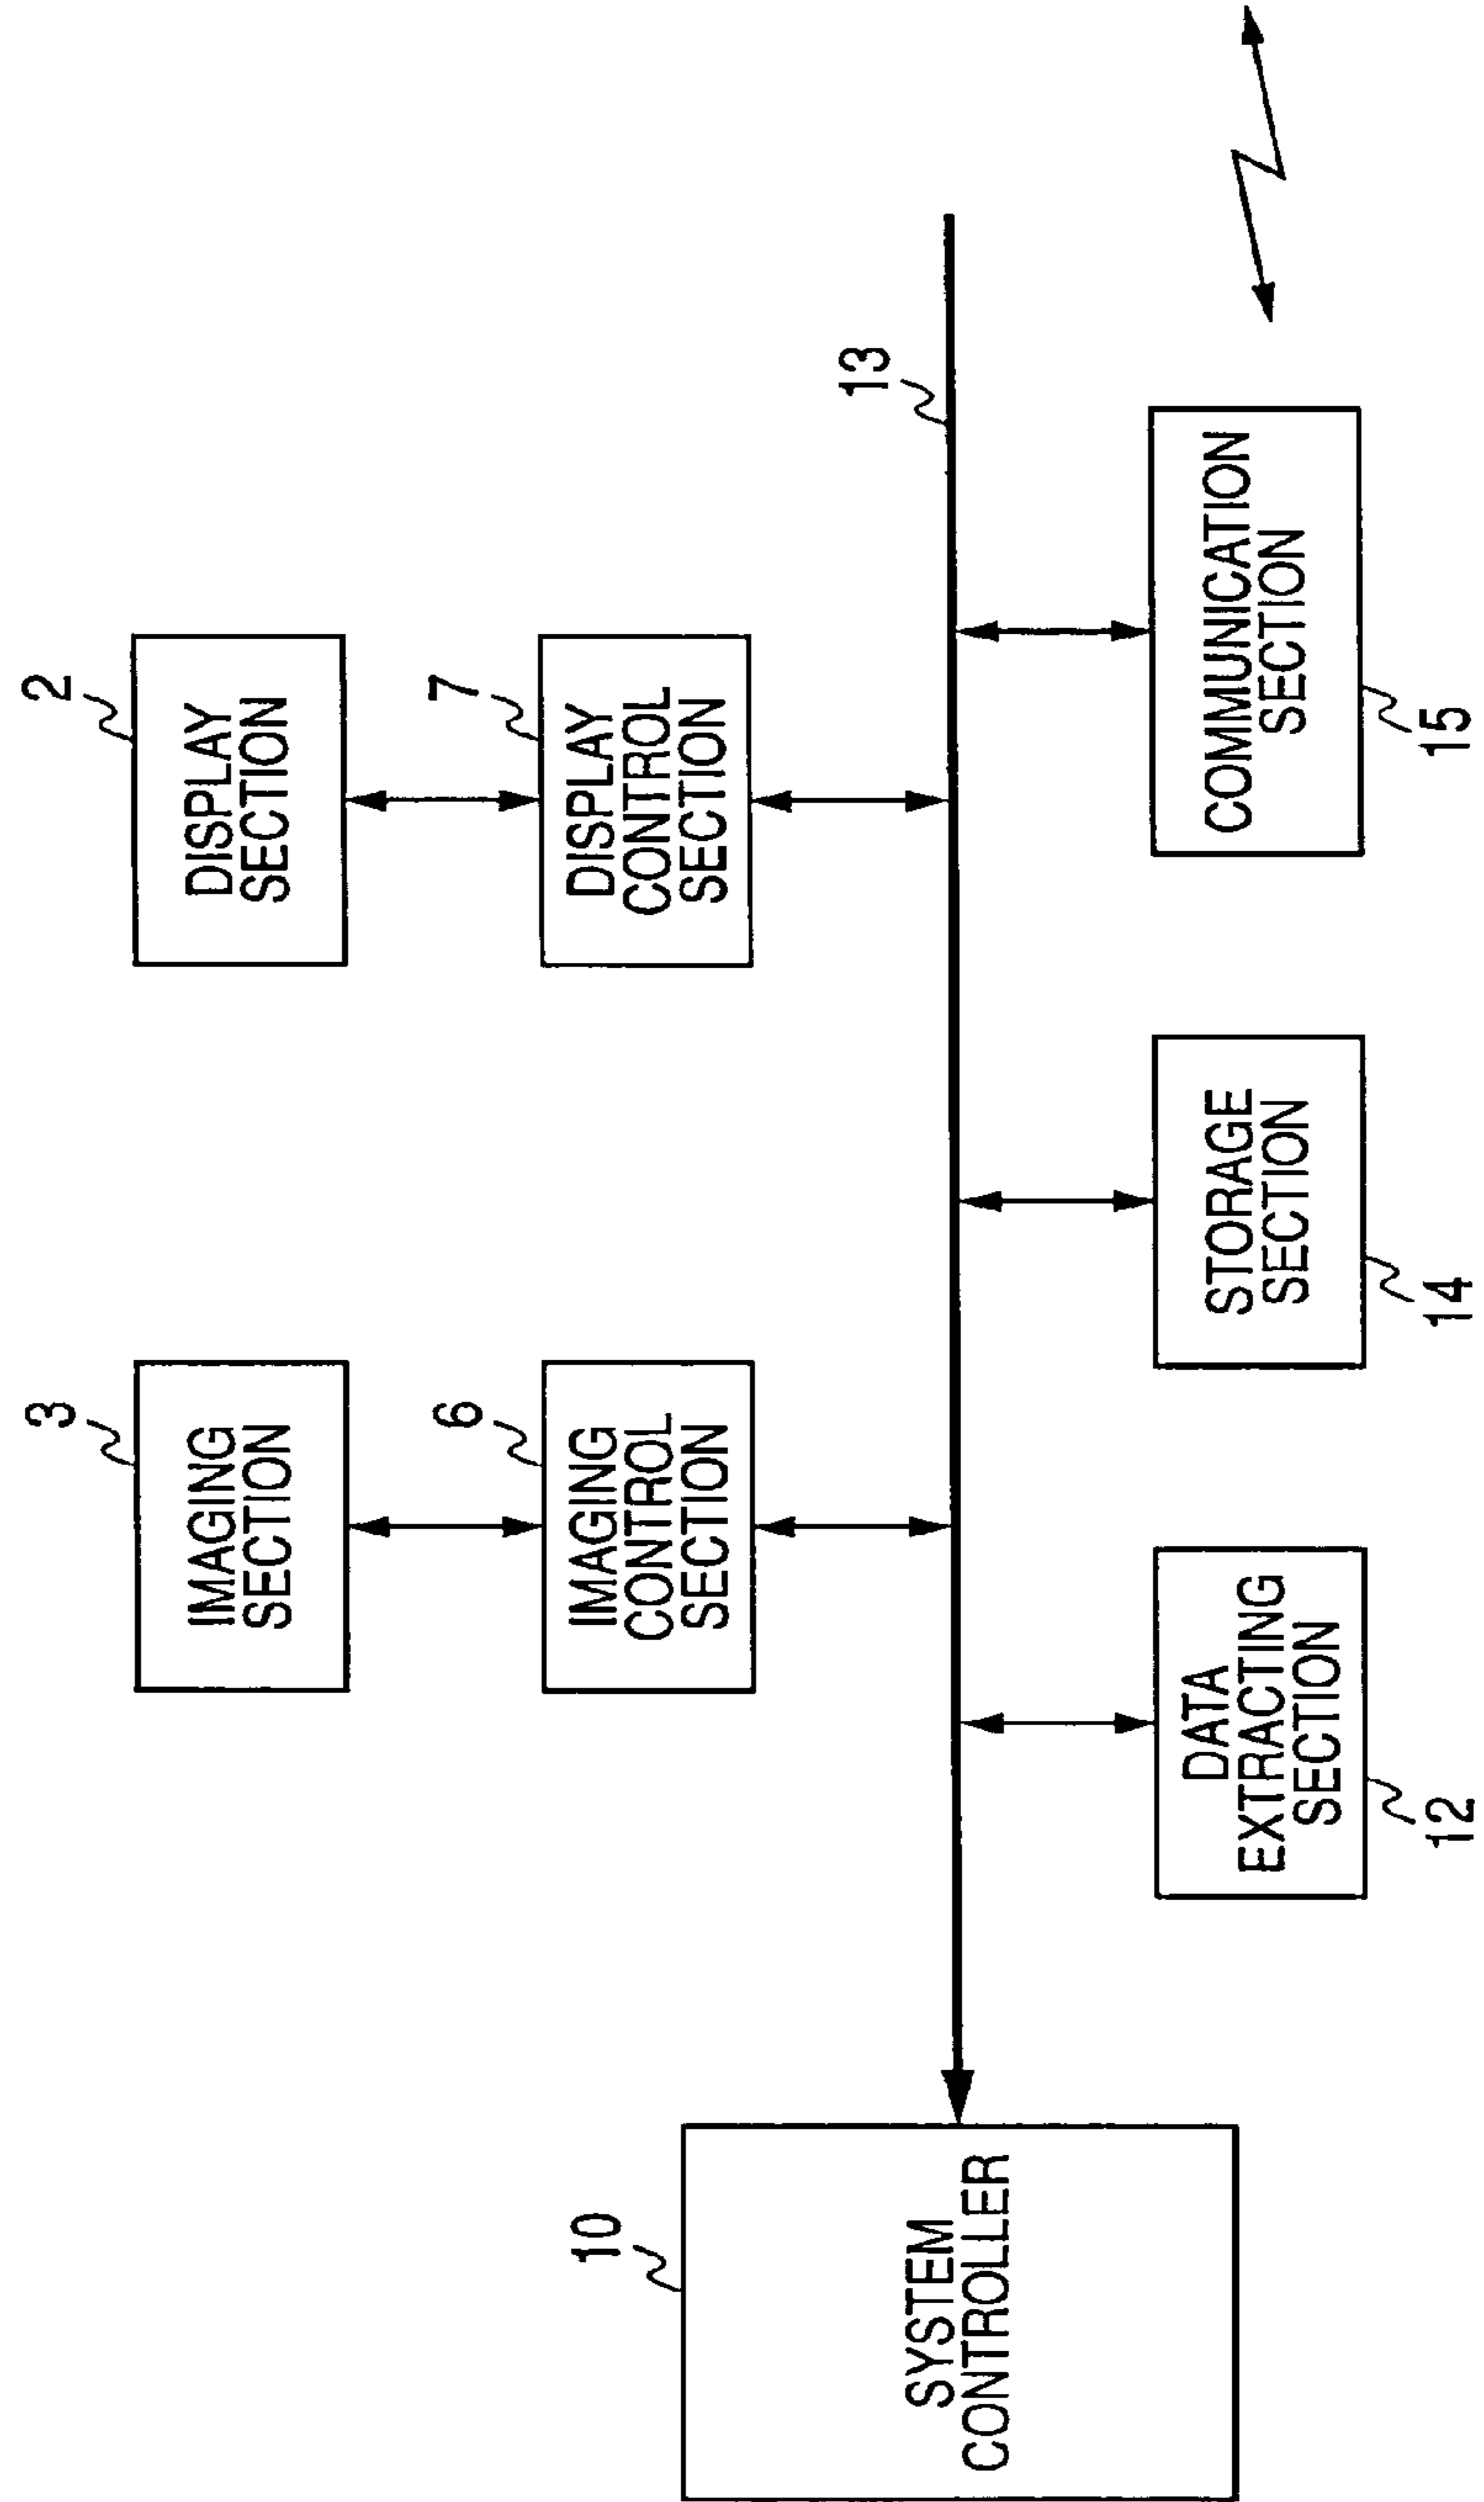 3
IMAGING
SECTION
2
DISPLAY
SECTION
6
IMAGING
CONTROL
SECTION
7
DISPLAY
CONTROL
SECTION
10
SYSTEM
CONTROLLER
13
DATA
EXTRACTING
SECTION
12
STORAGE
SECTION
14
COMMUNICATION
SECTION
15